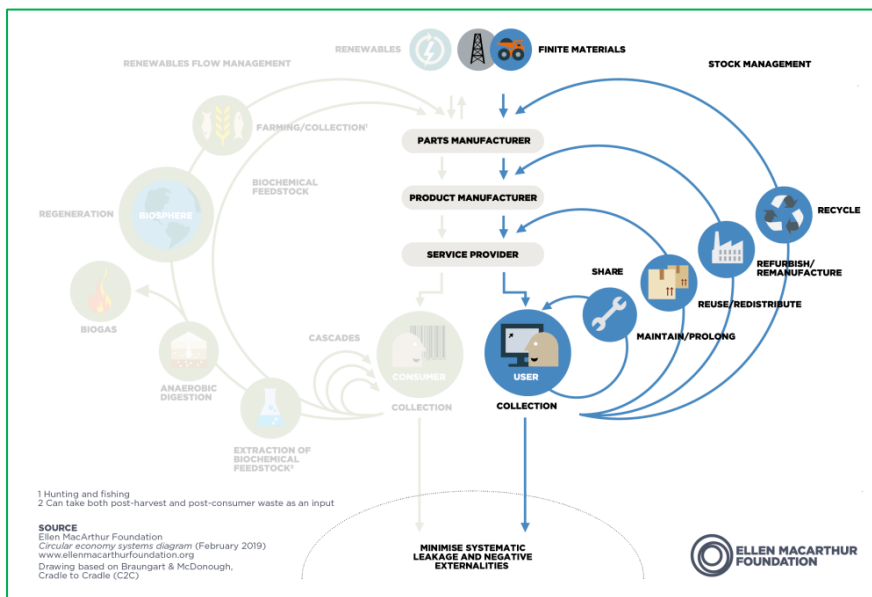 RENEWABLES
FINITE MATERIALS
RENEWABLES FLOW MANAGEMENT
STOCK MANAGEMENT
FARMING/COLLECTION¹
PARTS MANUFACTURER
BIOCHEMICAL
FEEDSTOCK
PRODUCT MANUFACTURER
REGENERATION
BIOSPHERE
RECYCLE
SERVICE PROVIDER
SHARE
REFURBISH/
REMANUFACTURE
REUSE/REDISTRIBUTE
BIOGAS
CASCADES
MAINTAIN/PROLONG
CONSUMER
USER
ANAEROBIC
DIGESTION
COLLECTION
COLLECTION
EXTRACTION OF
BIOCHEMICAL
FEEDSTOCK²
1 Hunting and fishing
2 Can take both post-harvest and post-consumer waste as an input
SOURCE
Ellen MacArthur Foundation
Circular economy systems diagram (February 2019)
www.ellenmacarthurfoundation.org
Drawing based on Braungart & McDonough,
Cradle to Cradle (C2C)
MINIMISE SYSTEMATIC
LEAKAGE AND NEGATIVE
EXTERNALITIES
ELLEN MACARTHUR
FOUNDATION